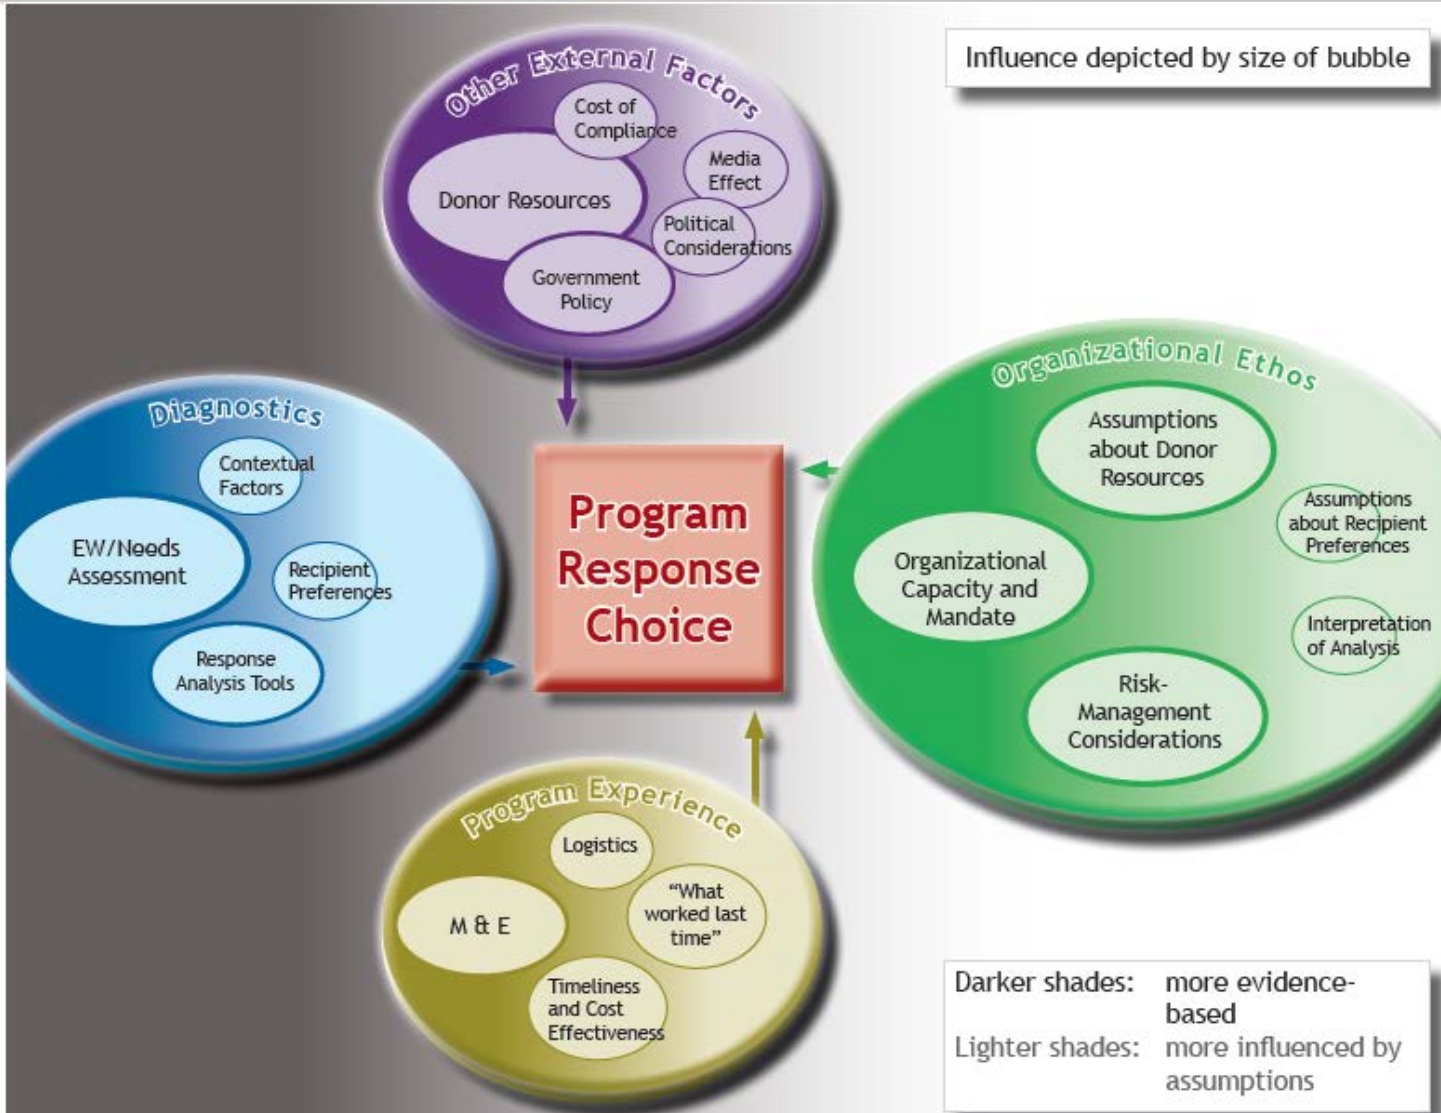 Influence depicted by size of bubble
Other External Factors
Cost of
Compliance
Media
Effect
Donor Resources
Political
Considerations
Government
Policy
Diagnostics
Contextual
Factors
EW/Needs
Assessment
Recipient
Preferences
Response
Analysis Tools
Program
Response
Choice
Organizational Ethos
Assumptions
about Donor
Resources
Assumptions
about Recipient
Preferences
Organizational
Capacity and
Mandate
Interpretation
of Analysis
Risk-
Management
Considerations
Program Experience
Logistics
"What
worked last
time"
M & E
Timeliness
and Cost
Effectiveness
Darker shades: more evidence-
based
Lighter shades: more influenced by
assumptions